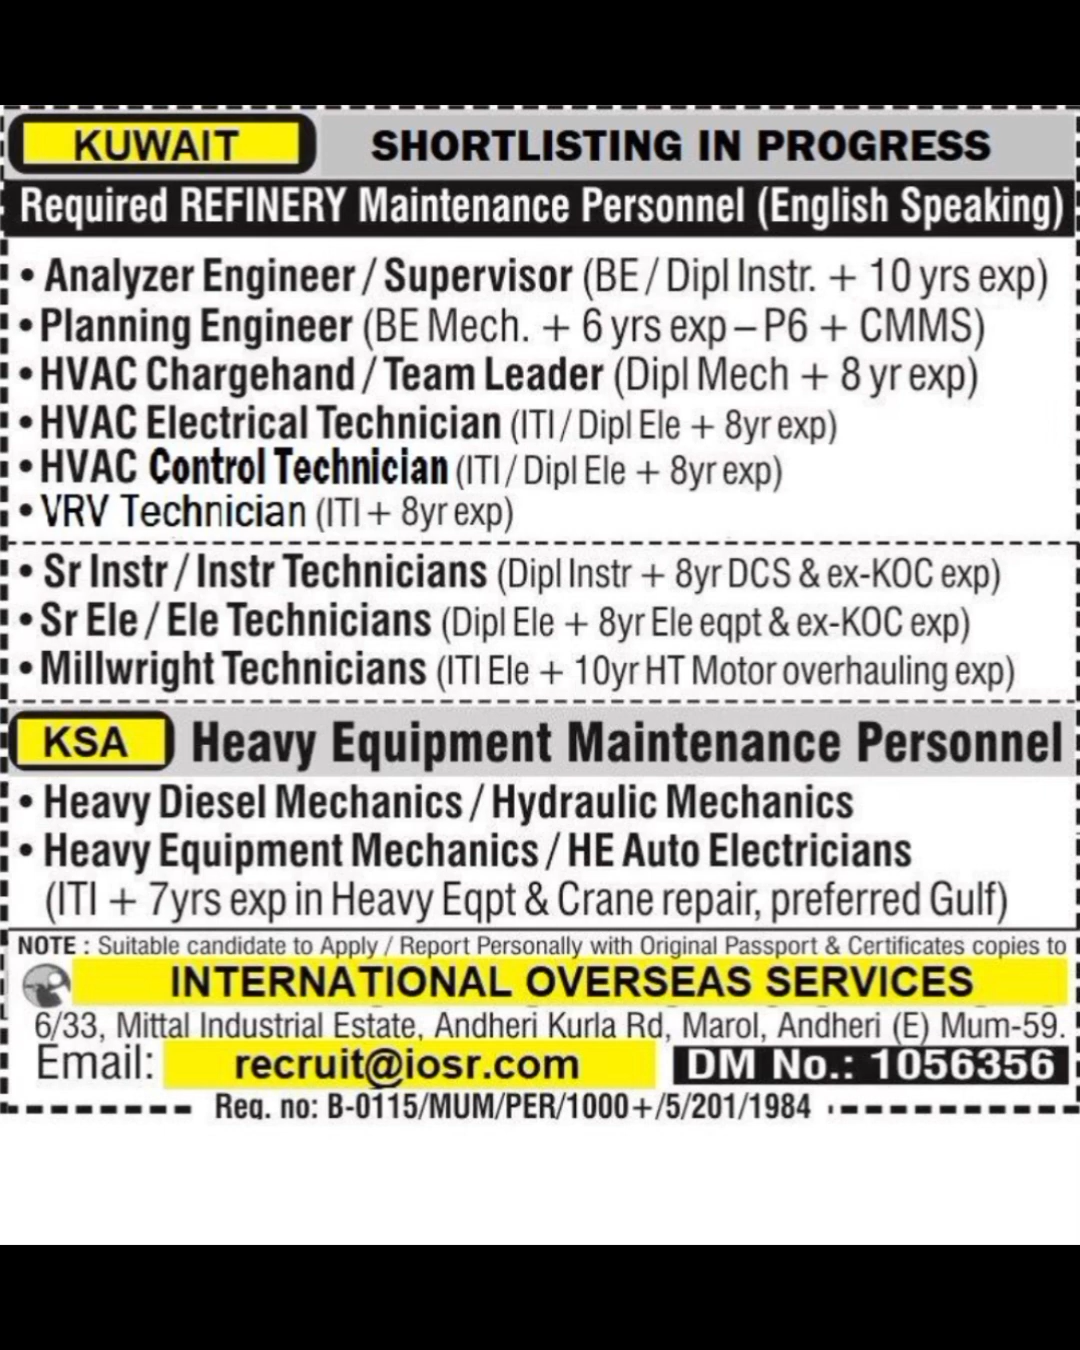 KUWAIT SHORTLISTING IN PROGRESS
Required REFINERY Maintenance Personnel (English Speaking)
• Analyzer Engineer / Supervisor (BE / Dipl Instr. + 10 yrs exp)
• Planning Engineer (BE Mech. + 6 yrs exp – P6 + CMMS)
• HVAC Chargehand / Team Leader (Dipl Mech + 8 yr exp)
• HVAC Electrical Technician (ITI / Dipl Ele + 8yr exp)
• HVAC Control Technician (ITI / Dipl Ele + 8yr exp)
• VRV Technician (ITI + 8yr exp)
• Sr Instr / Instr Technicians (Dipl Instr + 8yr DCS & ex-KOC exp)
• Sr Ele / Ele Technicians (Dipl Ele + 8yr Ele eqpt & ex-KOC exp)
• Millwright Technicians (ITI Ele + 10yr HT Motor overhauling exp)
KSA Heavy Equipment Maintenance Personnel
• Heavy Diesel Mechanics / Hydraulic Mechanics
• Heavy Equipment Mechanics / HE Auto Electricians
(ITI + 7yrs exp in Heavy Eqpt & Crane repair, preferred Gulf)
NOTE : Suitable candidate to Apply / Report Personally with Original Passport & Certificates copies to
INTERNATIONAL OVERSEAS SERVICES
6/33, Mittal Industrial Estate, Andheri Kurla Rd, Marol, Andheri (E) Mum-59.
Email: recruit@iosr.com DM No.: 1056356
Reg. no: B-0115/MUM/PER/1000+/5/201/1984